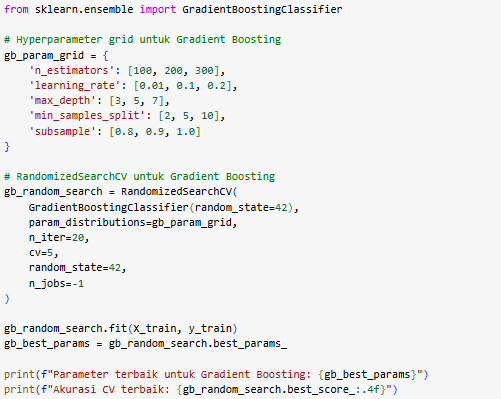 from sklearn.ensemble import GradientBoostingClassifier
# Hyperparameter grid untuk Gradient Boosting
gb_param_grid = {
    'n_estimators': [100, 200, 300],
    'learning_rate': [0.01, 0.1, 0.2],
    'max_depth': [3, 5, 7],
    'min_samples_split': [2, 5, 10],
    'subsample': [0.8, 0.9, 1.0]
}
# RandomizedSearchCV untuk Gradient Boosting
gb_random_search = RandomizedSearchCV(
    GradientBoostingClassifier(random_state=42),
    param_distributions=gb_param_grid,
    n_iter=20,
    cv=5,
    random_state=42,
    n_jobs=-1
)
gb_random_search.fit(X_train, y_train)
gb_best_params = gb_random_search.best_params_
print(f"Parameter terbaik untuk Gradient Boosting: {gb_best_params}")
print(f"Akurasi CV terbaik: {gb_random_search.best_score_:.4f}")